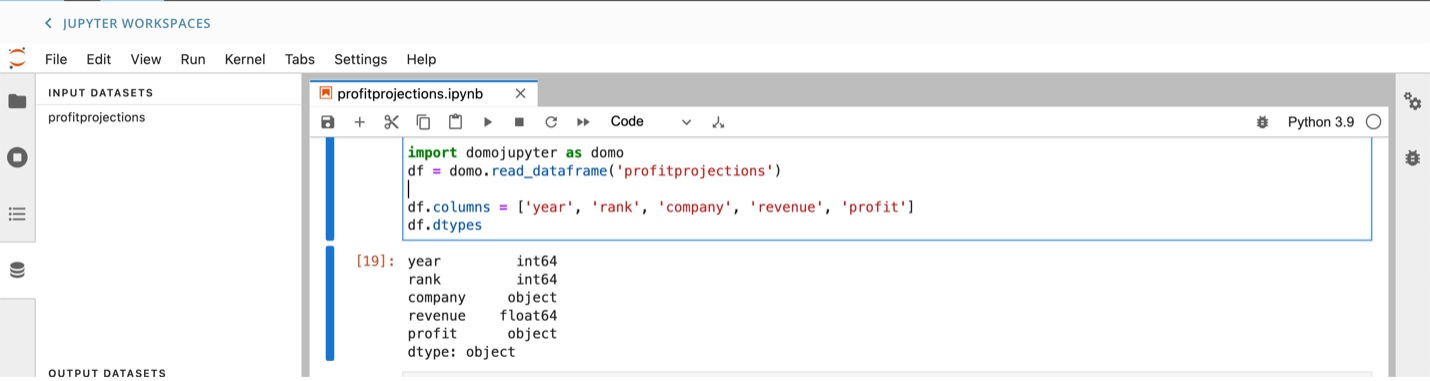 JUPYTER WORKSPACES
File Edit View Run Kernel Tabs Settings Help
INPUT DATASETS
profitprojections
profitprojections.ipynb
Code
Python 3.9
import domojupyter as domo
df = domo.read_dataframe('profitprojections')
df.columns = ['year', 'rank', 'company', 'revenue', 'profit']
df.dtypes
[19]: year int64
rank int64
company object
revenue float64
profit object
dtype: object
OUTPUT DATASETS